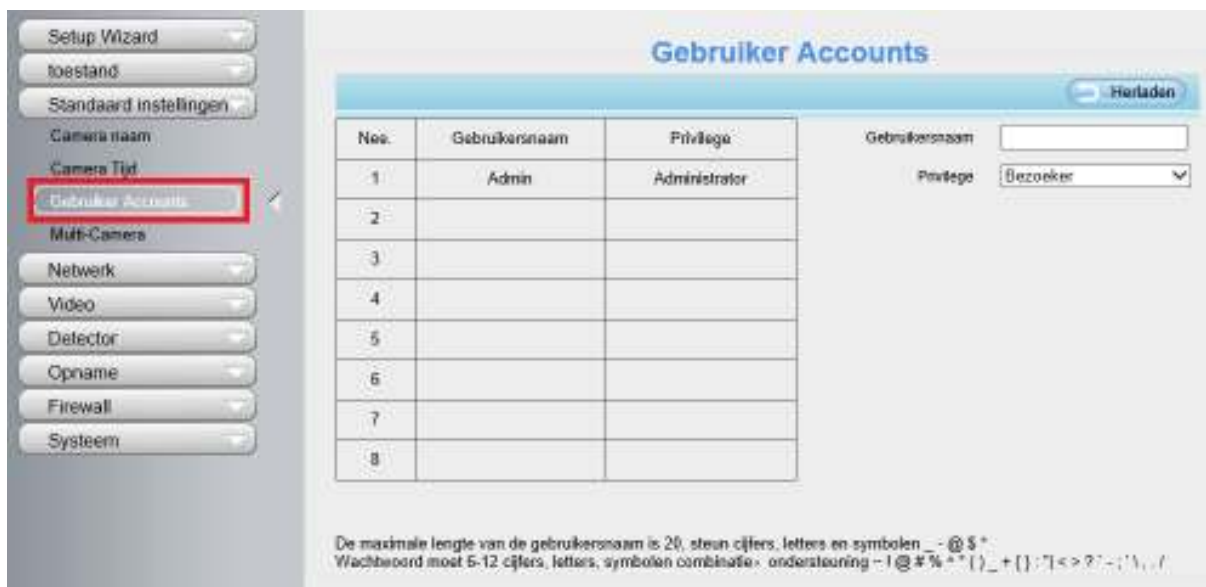 Setup Wizard
toestand
Standaard instellingen
Camera naam
Camera Tijd
Gebruiker Accounts
Multi-Camera
Netwerk
Video
Detector
Opname
Firewall
Systeem
Gebruiker Accounts
Herladen
Nee. Gebruikersnaam Privilege
1 Admin Administrator
2
3
4
5
6
7
8
Gebruikersnaam
Privilege Bezoeker
De maximale lengte van de gebruikersnaam is 20, steun cijfers, letters en symbolen _ - @ $ *
Wachtwoord moet 6-12 cijfers, letters, symbolen combinatie, ondersteuning ~ ! @ # % ^ * ( ) _ + { } : " | < > ?